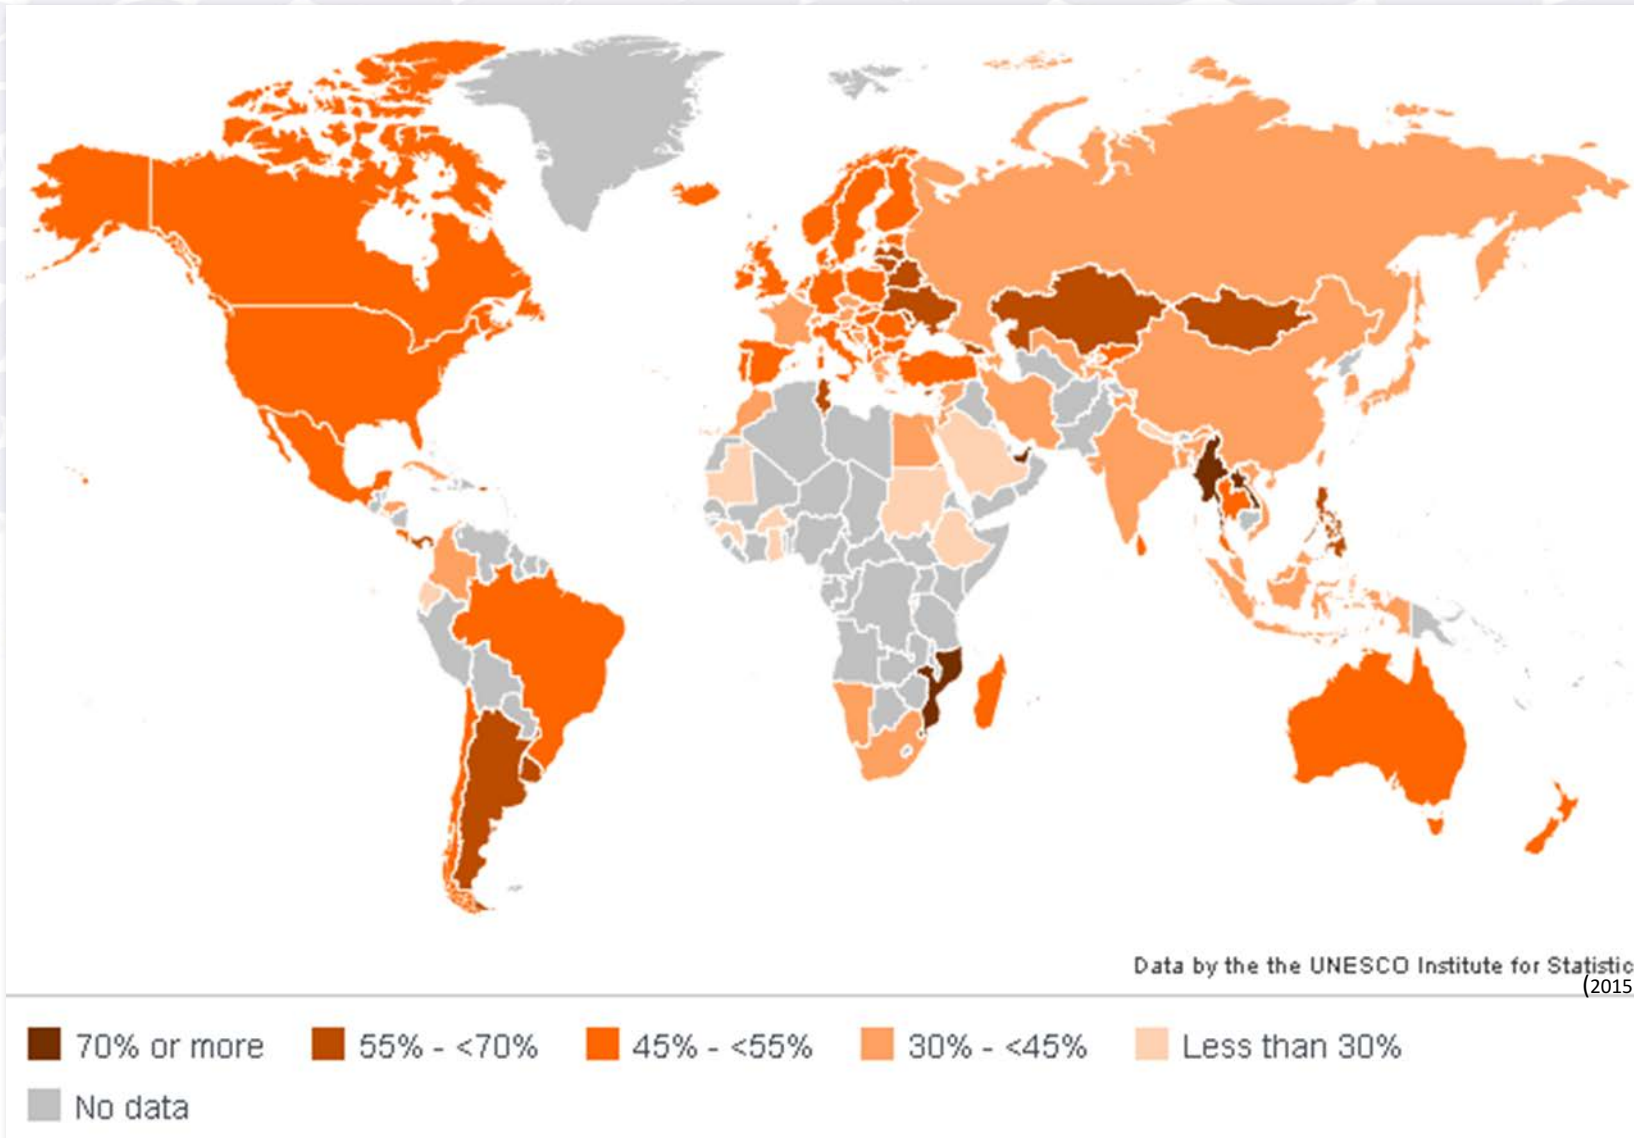 Data by the the UNESCO Institute for Statistic
(2015
70% or more 55% - <70% 45% - <55% 30% - <45% Less than 30%
No data